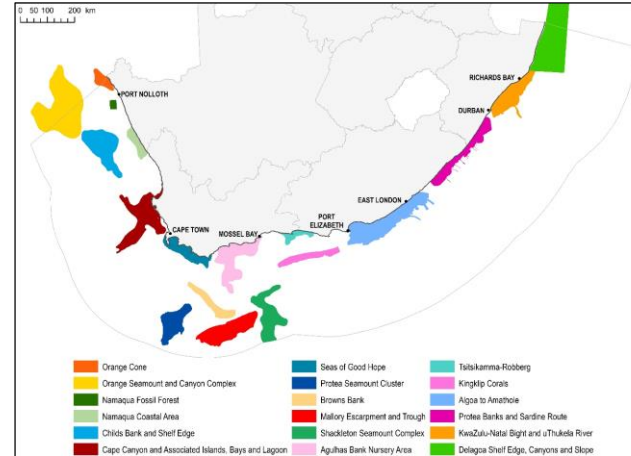 0 50 100 200 km
RICHARDS BAY
PORT NOLLOTH
DURBAN
EAST LONDON
CAPE TOWN
MOSSEL BAY
PORT
ELIZABETH
Orange Cone
Orange Seamount and Canyon Complex
Namaqua Fossil Forest
Namaqua Coastal Area
Childs Bank and Shelf Edge
Cape Canyon and Associated Islands, Bays and Lagoon
Seas of Good Hope
Protea Seamount Cluster
Browns Bank
Mallory Escarpment and Trough
Shackleton Seamount Complex
Agulhas Bank Nursery Area
Tsitsikamma-Robberg
Kingklip Corals
Algoa to Amathole
Protea Banks and Sardine Route
KwaZulu-Natal Bight and uThukela River
Delagoa Shelf Edge, Canyons and Slope